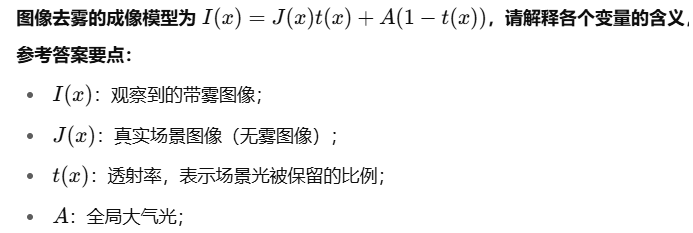 图像去雾的成像模型为 I(x) = J(x)t(x) + A(1 − t(x))，请解释各个变量的含义，
参考答案要点：
• I(x)：观察到的带雾图像；
• J(x)：真实场景图像（无雾图像）；
• t(x)：透射率，表示场景光被保留的比例；
• A：全局大气光；